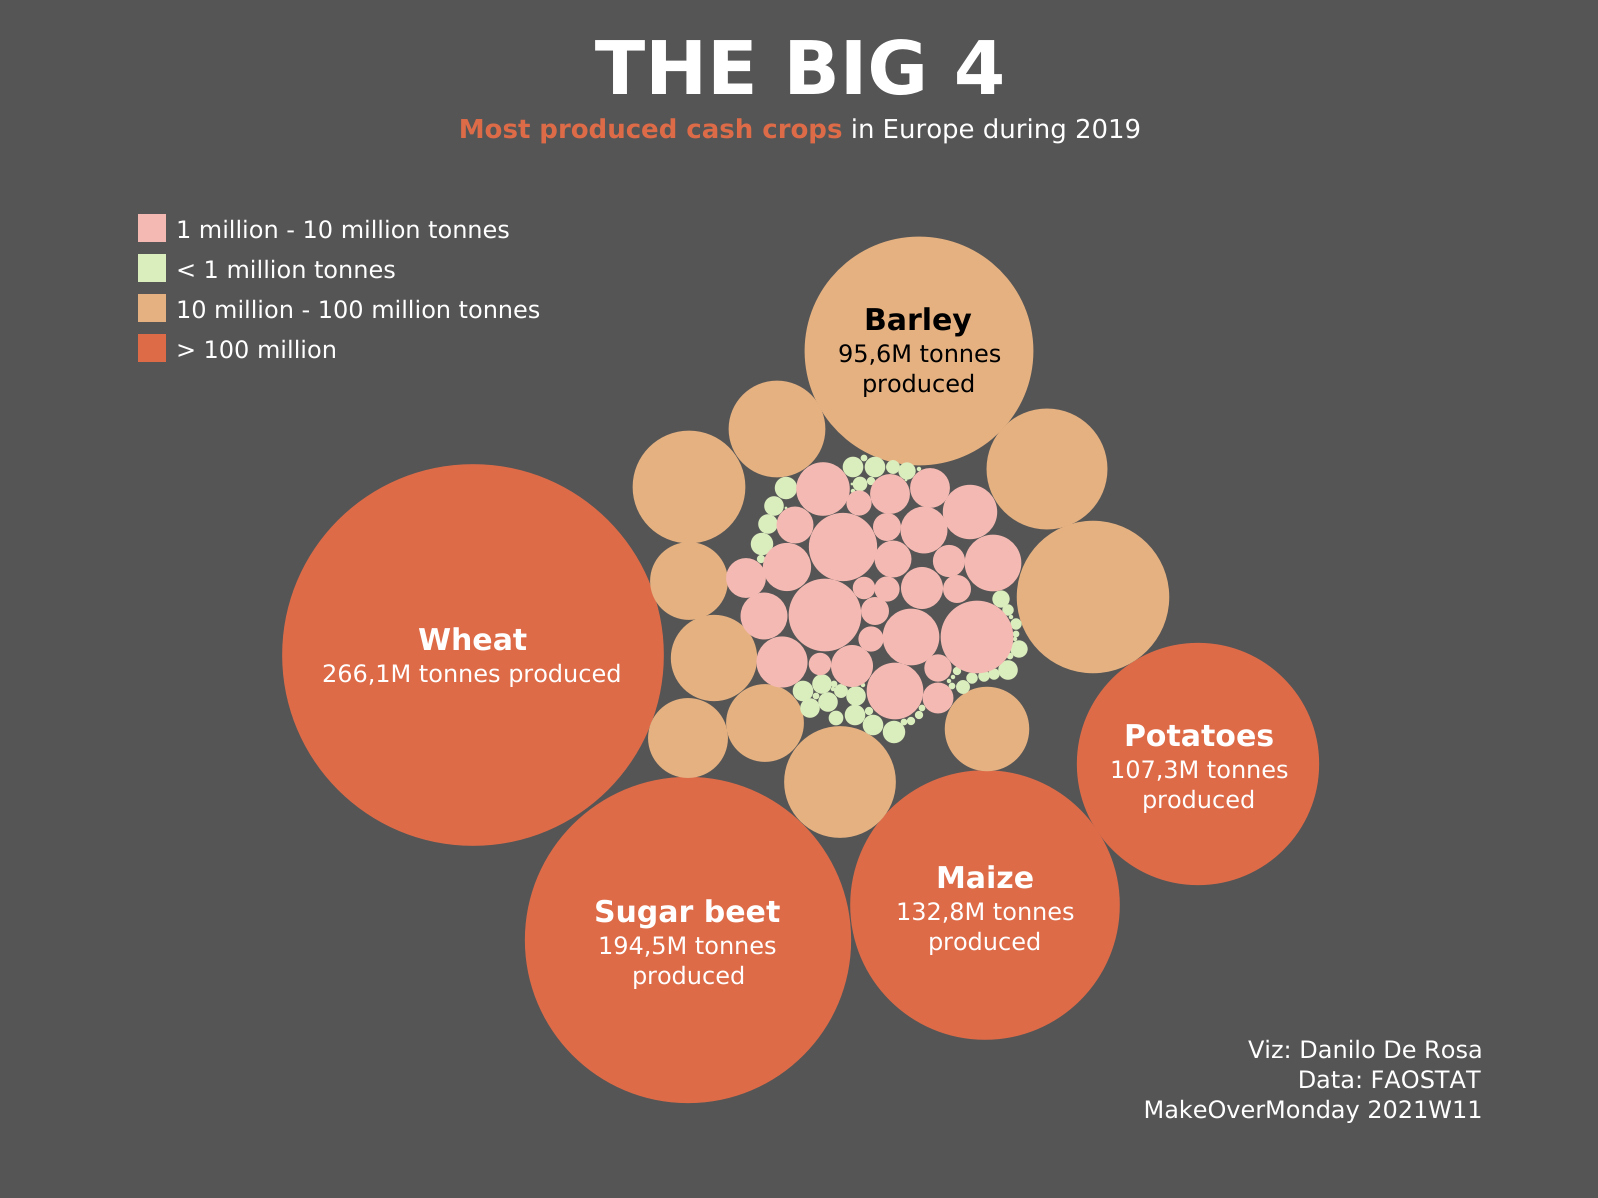 THE BIG 4
Most produced cash crops in Europe during 2019
1 million - 10 million tonnes
< 1 million tonnes
10 million - 100 million tonnes
> 100 million
Barley
95,6M tonnes
produced
Wheat
266,1M tonnes produced
Potatoes
107,3M tonnes
produced
Maize
132,8M tonnes
produced
Sugar beet
194,5M tonnes
produced
Viz: Danilo De Rosa
Data: FAOSTAT
MakeOverMonday 2021W11